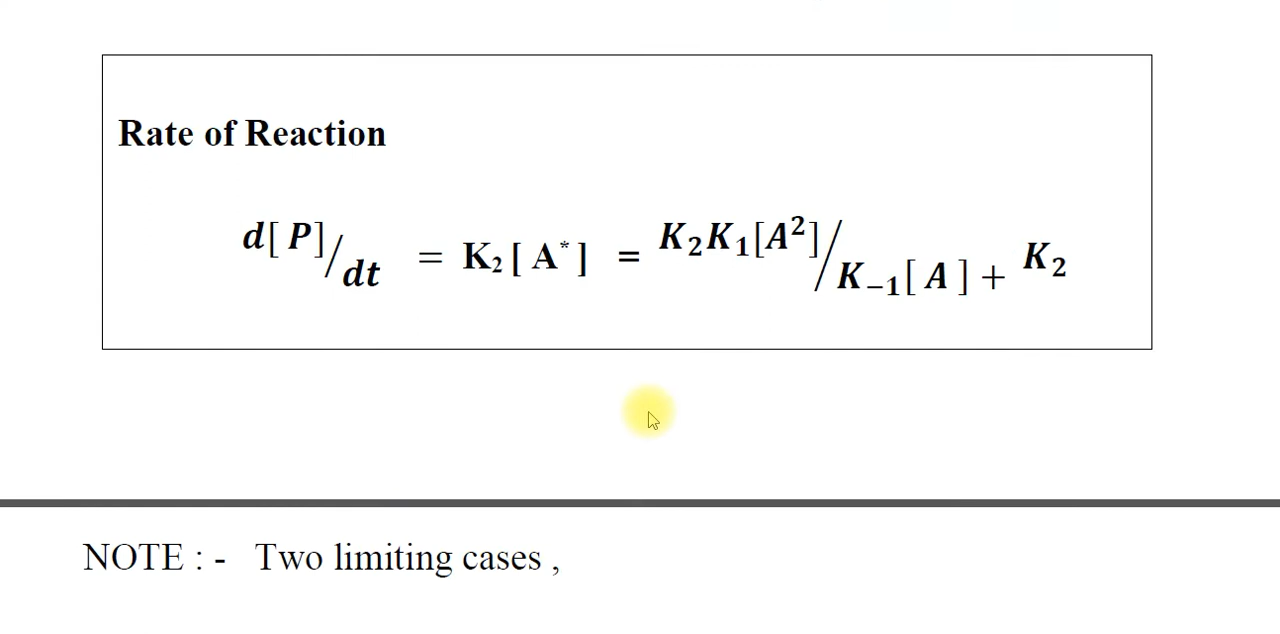 Rate of Reaction
d[ P]/dt = K₂ [ A* ] = K₂K₁[A²]/K₋₁[ A ] + K₂
NOTE : - Two limiting cases ,